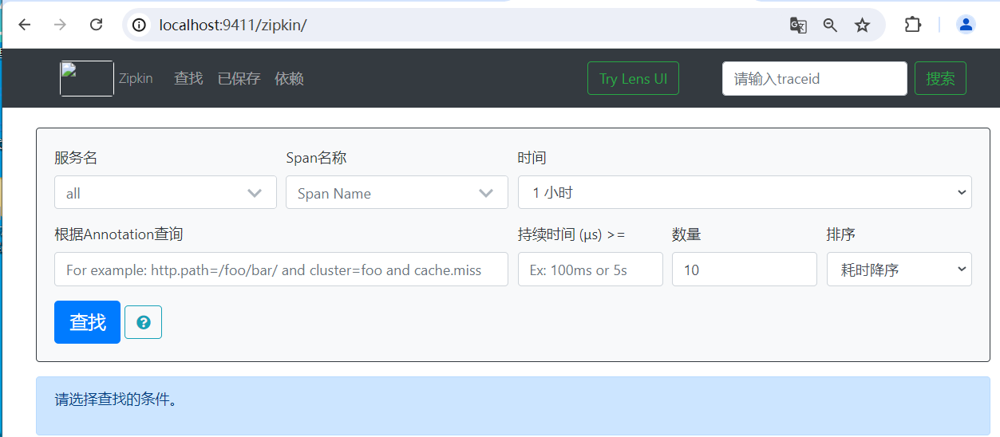 localhost:9411/zipkin/
Zipkin 查找 已保存 依赖 Try Lens UI 请输入traceid 搜索
服务名 Span名称 时间
all Span Name 1 小时
根据Annotation查询 持续时间 (μs) >= 数量 排序
For example: http.path=/foo/bar/ and cluster=foo and cache.miss Ex: 100ms or 5s 10 耗时降序
查找
请选择查找的条件。